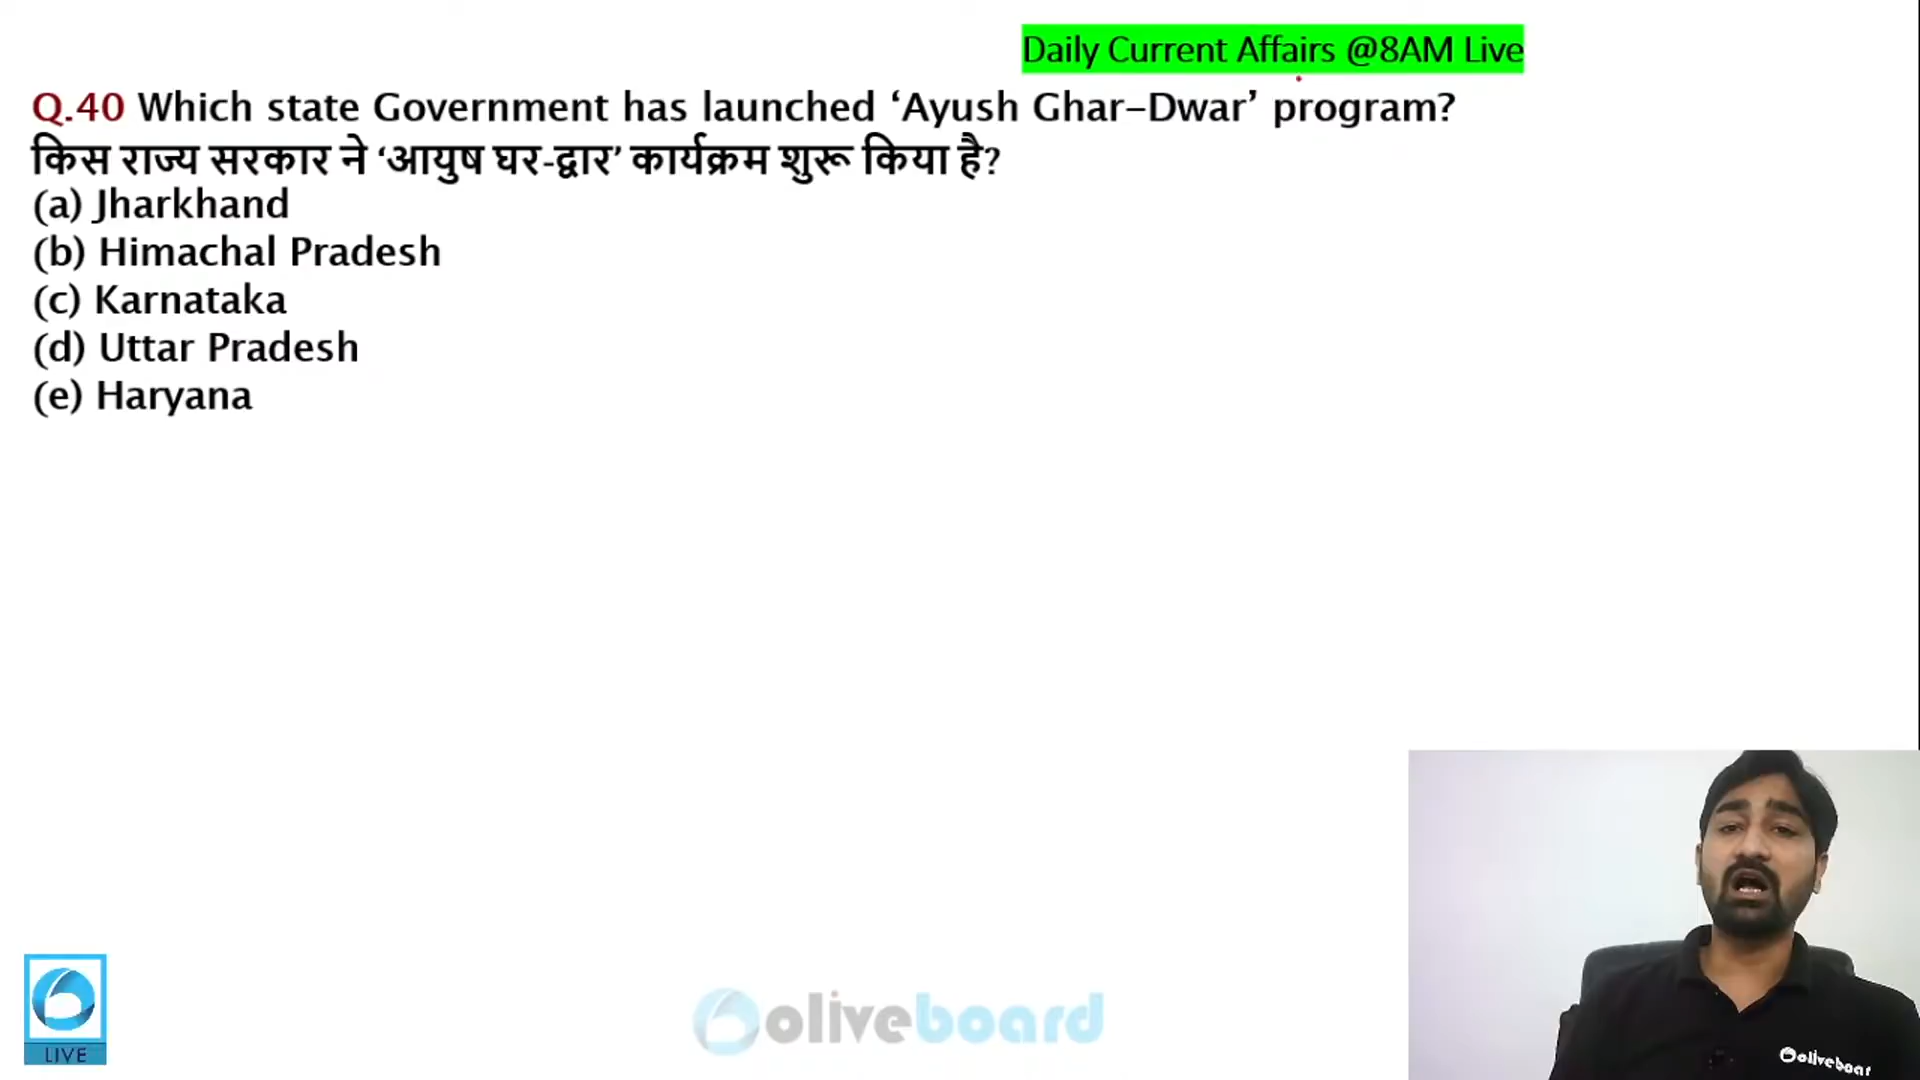 Daily Current Affairs @8AM Live
Q.40 Which state Government has launched ‘Ayush Ghar–Dwar’ program?
किस राज्य सरकार ने ‘आयुष घर-द्वार’ कार्यक्रम शुरू किया है?
(a) Jharkhand
(b) Himachal Pradesh
(c) Karnataka
(d) Uttar Pradesh
(e) Haryana
LIVE
oliveboard
oliveboar